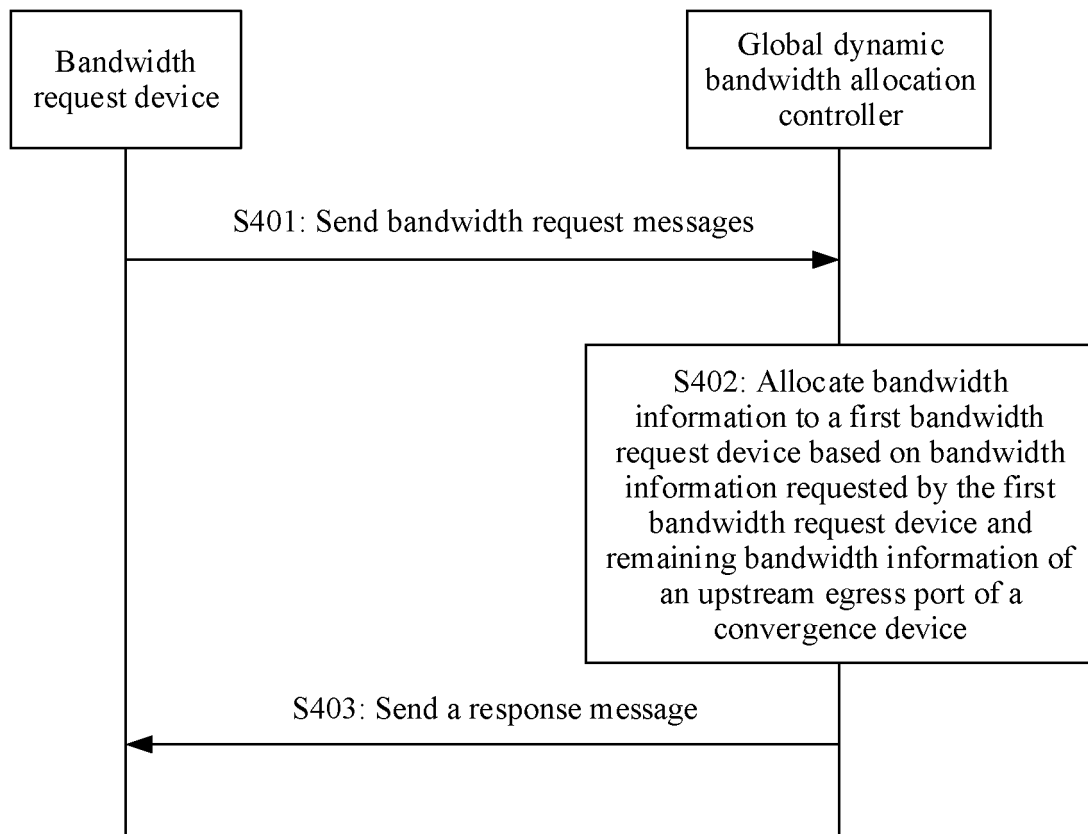 Bandwidth
request device
Global dynamic
bandwidth allocation
controller
S401: Send bandwidth request messages
S402: Allocate bandwidth
information to a first bandwidth
request device based on bandwidth
information requested by the first
bandwidth request device and
remaining bandwidth information of
an upstream egress port of a
convergence device
S403: Send a response message